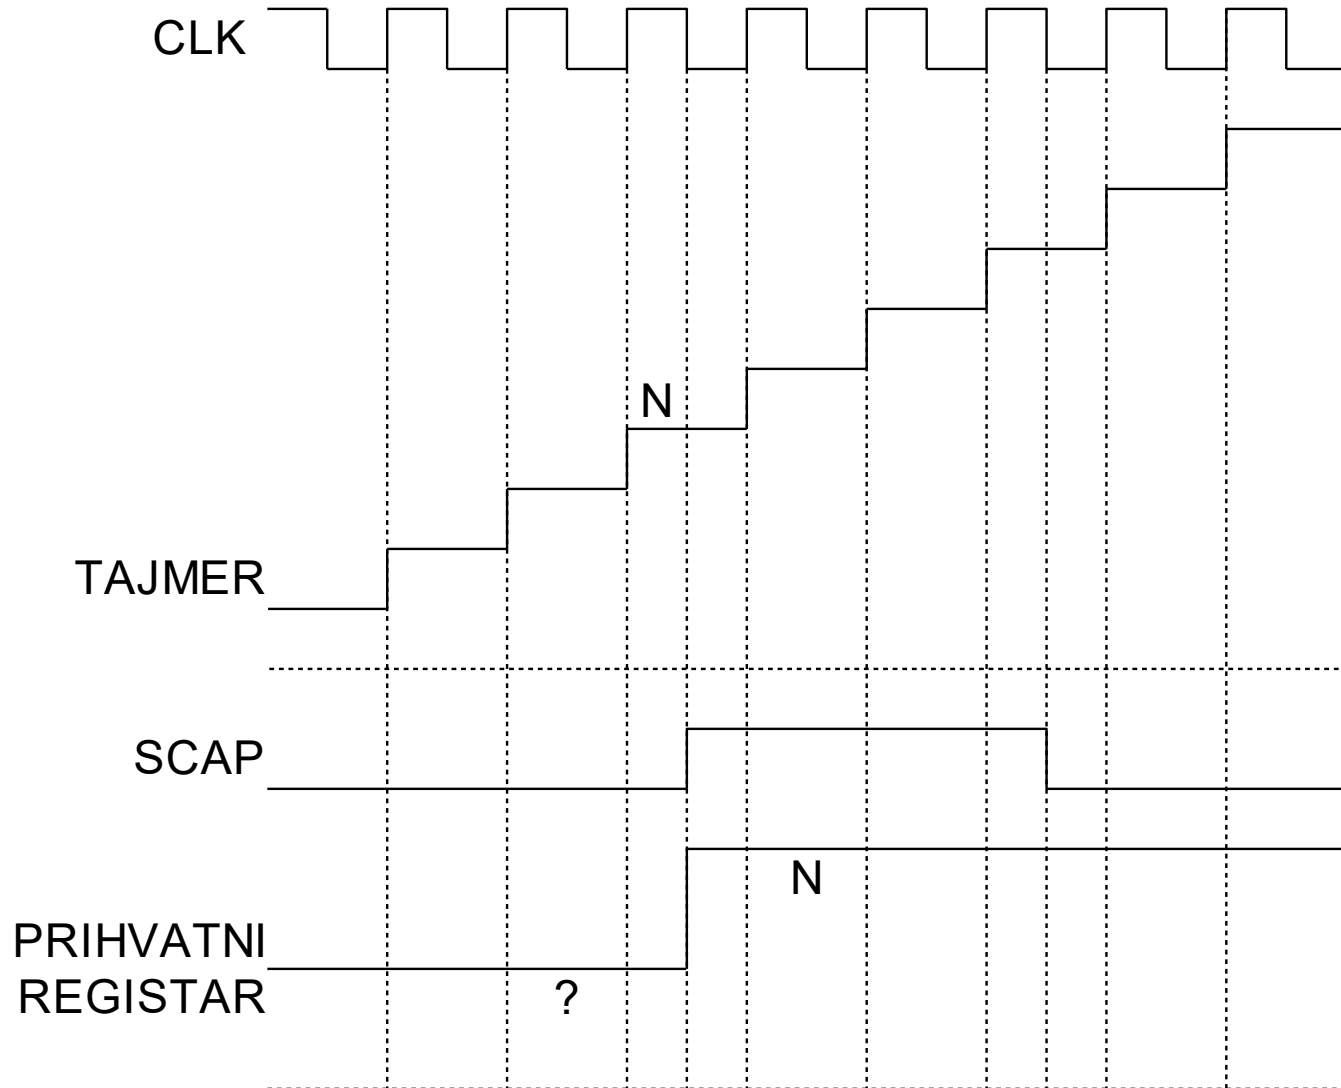 CLK
N
TAJMER
SCAP
N
PRIHVATNI
REGISTAR
?